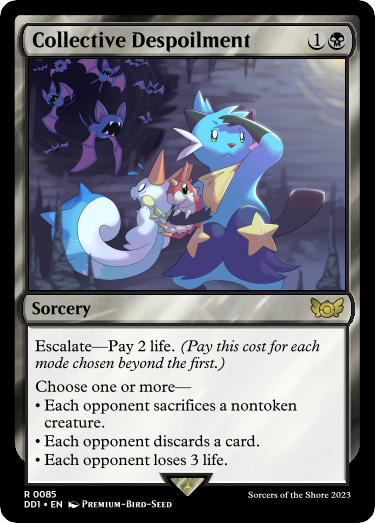 Collective Despoilment 1
Sorcery
Escalate—Pay 2 life. (Pay this cost for each
mode chosen beyond the first.)
Choose one or more—
• Each opponent sacrifices a nontoken
creature.
• Each opponent discards a card.
• Each opponent loses 3 life.
R 0085
DD1 • EN Premium-Bird-Seed
Sorcers of the Shore 2023